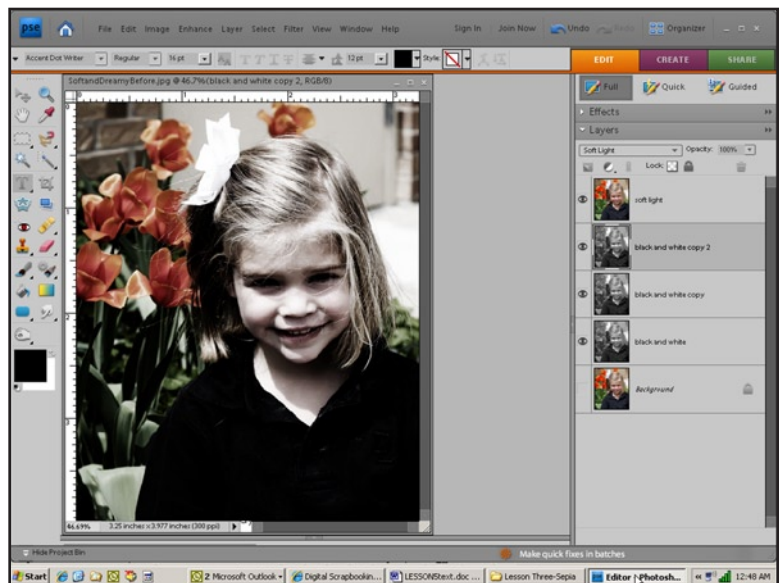 pse File Edit Image Enhance Layer Select Filter View Window Help Sign In Join Now Undo Redo Organizer
Accent Dot Writer Regular 16 pt T T T T 12 pt Style:
EDIT CREATE SHARE
SoftandDreamyBefore.jpg @ 46.7% (black and white copy 2, RGB/8)
Full Quick Guided
Effects
Layers
Soft Light Opacity: 100%
Lock:
soft light
black and white copy 2
black and white copy
black and white
Background
46.69% 3.25 inches x 3.977 inches (300 ppi)
Hide Project Bin Make quick fixes in batches
Start 2 Microsoft Outlook Digital Scrapbookin... LESSON5text.doc ... Lesson Three-Sepia Editor - Photosh... 12:48 AM